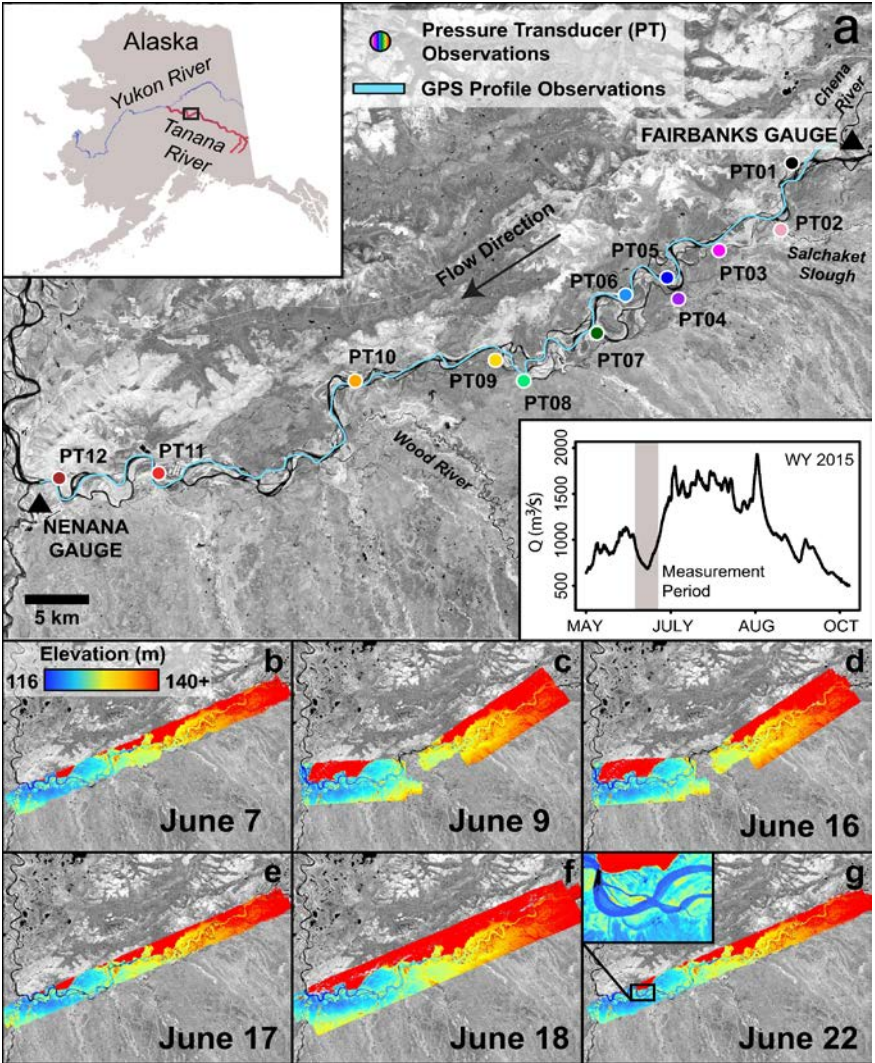 Alaska
Yukon River
Tanana
River
Pressure Transducer (PT)
Observations
GPS Profile Observations
a
Chena
River
FAIRBANKS GAUGE
PT01
PT02
Salchaket
Slough
PT03
PT05
PT04
PT06
PT07
Flow Direction
PT10
PT09
PT08
Wood River
PT11
PT12
NENANA
GAUGE
5 km
WY 2015
Q (m³/s)
2000
1500
1000
500
Measurement
Period
MAY JULY AUG OCT
Elevation (m)
116 140+
b
June 7
c
June 9
d
June 16
e
June 17
f
June 18
g
June 22